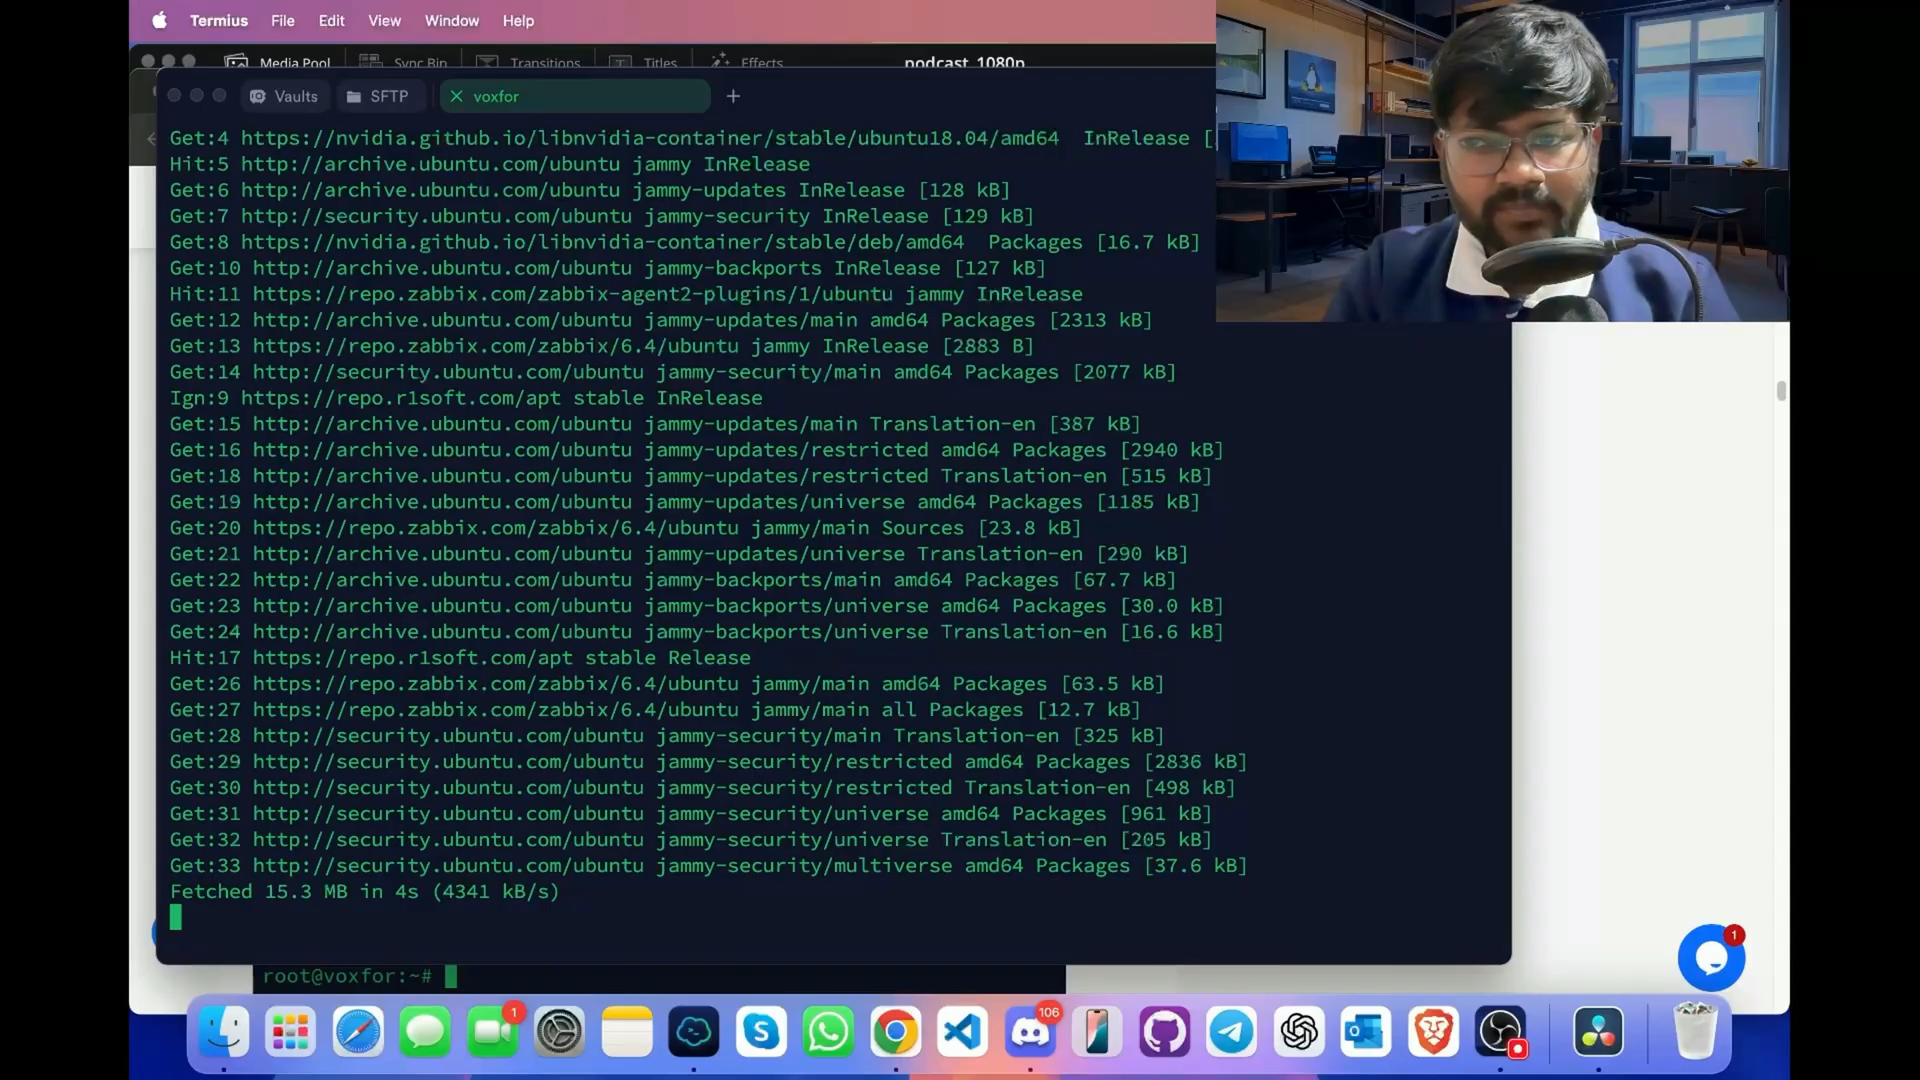 Termius File Edit View Window Help
Media Pool Sync Bin Transitions Titles Effects podcast_1080p
Vaults SFTP voxfor
Get:4 https://nvidia.github.io/libnvidia-container/stable/ubuntu18.04/amd64  InRelease [
Hit:5 http://archive.ubuntu.com/ubuntu jammy InRelease
Get:6 http://archive.ubuntu.com/ubuntu jammy-updates InRelease [128 kB]
Get:7 http://security.ubuntu.com/ubuntu jammy-security InRelease [129 kB]
Get:8 https://nvidia.github.io/libnvidia-container/stable/deb/amd64  Packages [16.7 kB]
Get:10 http://archive.ubuntu.com/ubuntu jammy-backports InRelease [127 kB]
Hit:11 https://repo.zabbix.com/zabbix-agent2-plugins/1/ubuntu jammy InRelease
Get:12 http://archive.ubuntu.com/ubuntu jammy-updates/main amd64 Packages [2313 kB]
Get:13 https://repo.zabbix.com/zabbix/6.4/ubuntu jammy InRelease [2883 B]
Get:14 http://security.ubuntu.com/ubuntu jammy-security/main amd64 Packages [2077 kB]
Ign:9 https://repo.r1soft.com/apt stable InRelease
Get:15 http://archive.ubuntu.com/ubuntu jammy-updates/main Translation-en [387 kB]
Get:16 http://archive.ubuntu.com/ubuntu jammy-updates/restricted amd64 Packages [2940 kB]
Get:18 http://archive.ubuntu.com/ubuntu jammy-updates/restricted Translation-en [515 kB]
Get:19 http://archive.ubuntu.com/ubuntu jammy-updates/universe amd64 Packages [1185 kB]
Get:20 https://repo.zabbix.com/zabbix/6.4/ubuntu jammy/main Sources [23.8 kB]
Get:21 http://archive.ubuntu.com/ubuntu jammy-updates/universe Translation-en [290 kB]
Get:22 http://archive.ubuntu.com/ubuntu jammy-backports/main amd64 Packages [67.7 kB]
Get:23 http://archive.ubuntu.com/ubuntu jammy-backports/universe amd64 Packages [30.0 kB]
Get:24 http://archive.ubuntu.com/ubuntu jammy-backports/universe Translation-en [16.6 kB]
Hit:17 https://repo.r1soft.com/apt stable Release
Get:26 https://repo.zabbix.com/zabbix/6.4/ubuntu jammy/main amd64 Packages [63.5 kB]
Get:27 https://repo.zabbix.com/zabbix/6.4/ubuntu jammy/main all Packages [12.7 kB]
Get:28 http://security.ubuntu.com/ubuntu jammy-security/main Translation-en [325 kB]
Get:29 http://security.ubuntu.com/ubuntu jammy-security/restricted amd64 Packages [2836 kB]
Get:30 http://security.ubuntu.com/ubuntu jammy-security/restricted Translation-en [498 kB]
Get:31 http://security.ubuntu.com/ubuntu jammy-security/universe amd64 Packages [961 kB]
Get:32 http://security.ubuntu.com/ubuntu jammy-security/universe Translation-en [205 kB]
Get:33 http://security.ubuntu.com/ubuntu jammy-security/multiverse amd64 Packages [37.6 kB]
Fetched 15.3 MB in 4s (4341 kB/s)
1
root@voxfor:~#
1
106